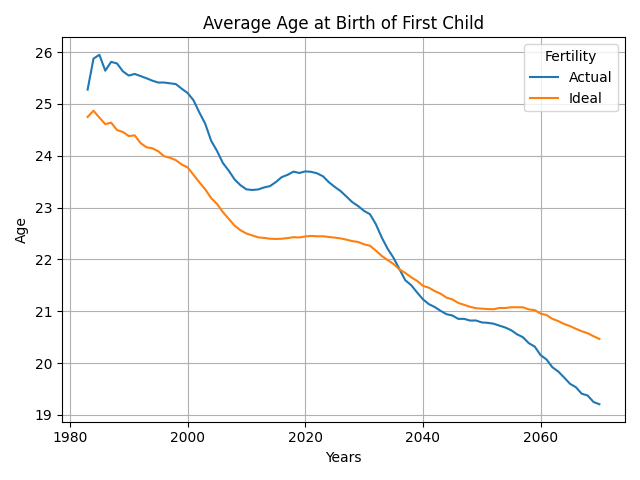 Average Age at Birth of First Child
Fertility
Actual
Ideal
Age
26
25
24
23
22
21
20
19
1980
2000
2020
2040
2060
Years